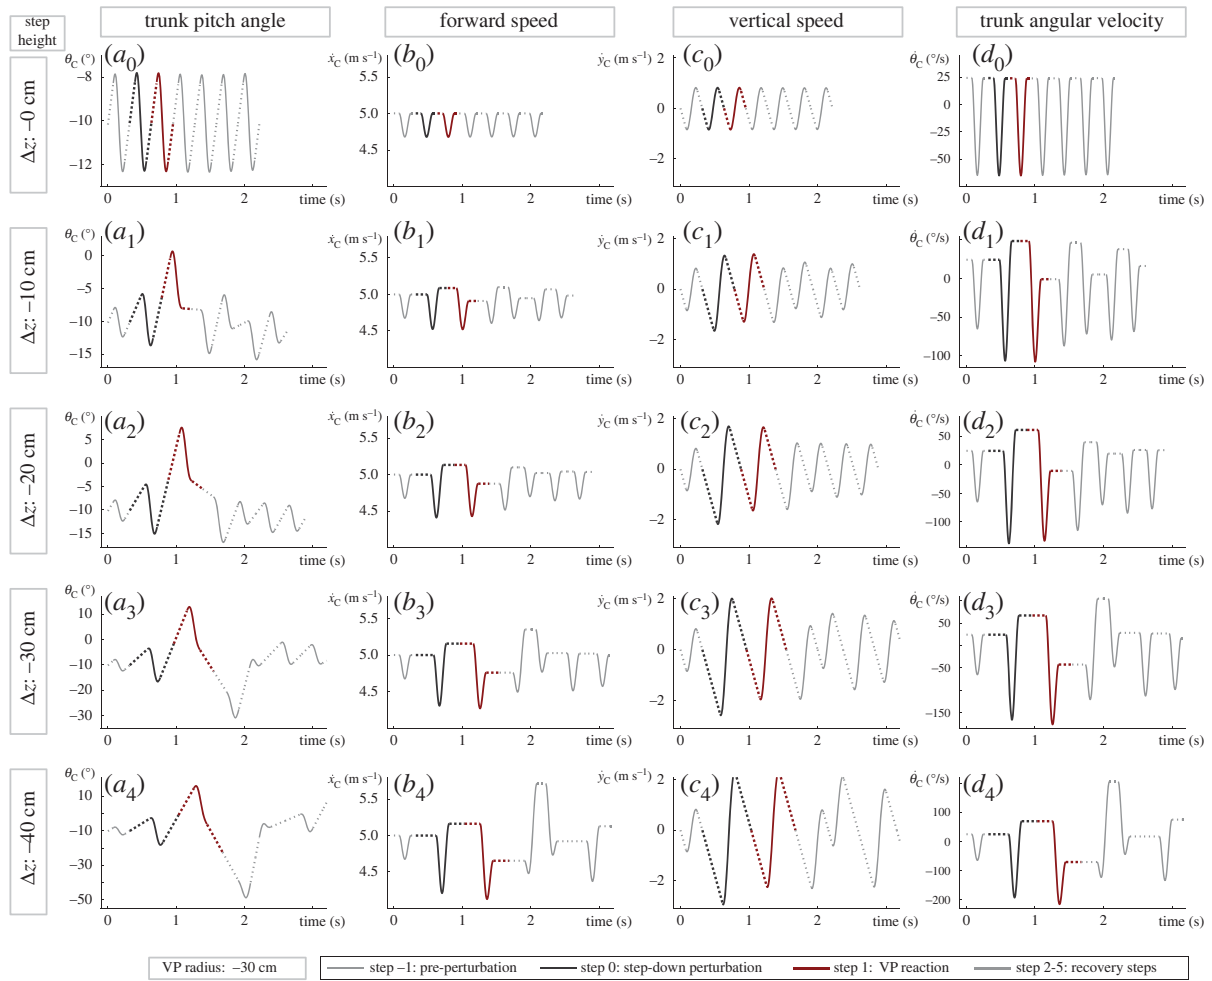 step height
trunk pitch angle
forward speed
vertical speed
trunk angular velocity
Δz: –0 cm
θC (°)
(a0)
–8
–10
–12
0 1 2 time (s)
ẋC (m s–1)
(b0)
5.5
5.0
4.5
0 1 2 time (s)
ẏC (m s–1)
(c0)
2
0
–2
0 1 2 time (s)
θ̇C (°/s)
(d0)
25
0
–25
–50
0 1 2 time (s)
Δz: –10 cm
θC (°)
(a1)
0
–5
–10
–15
0 1 2 time (s)
ẋC (m s–1)
(b1)
5.5
5.0
4.5
0 1 2 time (s)
ẏC (m s–1)
(c1)
2
0
–2
0 1 2 time (s)
θ̇C (°/s)
(d1)
50
0
–50
–100
0 1 2 time (s)
Δz: –20 cm
θC (°)
(a2)
5
0
–5
–10
–15
0 1 2 time (s)
ẋC (m s–1)
(b2)
5.5
5.0
4.5
0 1 2 time (s)
ẏC (m s–1)
(c2)
2
0
–2
0 1 2 time (s)
θ̇C (°/s)
(d2)
50
0
–50
–100
0 1 2 time (s)
Δz: –30 cm
θC (°)
(a3)
10
0
–10
–20
–30
0 1 2 time (s)
ẋC (m s–1)
(b3)
5.5
5.0
4.5
0 1 2 time (s)
ẏC (m s–1)
(c3)
2
0
–2
0 1 2 time (s)
θ̇C (°/s)
(d3)
50
0
–50
–150
0 1 2 time (s)
Δz: –40 cm
θC (°)
(a4)
10
–10
–30
–50
0 1 2 time (s)
ẋC (m s–1)
(b4)
5.5
5.0
4.5
0 1 2 time (s)
ẏC (m s–1)
(c4)
2
0
–2
0 1 2 time (s)
θ̇C (°/s)
(d4)
100
0
–100
–200
0 1 2 time (s)
VP radius: –30 cm
step –1: pre-perturbation
step 0: step-down perturbation
step 1: VP reaction
step 2-5: recovery steps